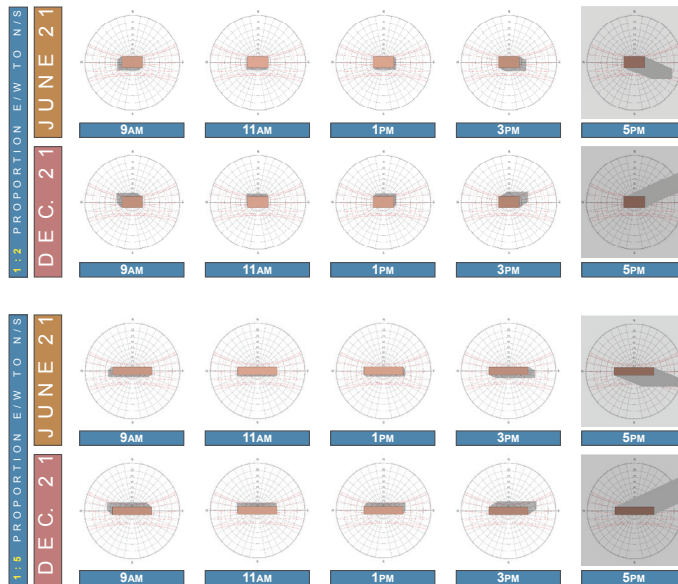 1:2 PROPORTION E/W TO N/S
JUNE 21
9AM
11AM
1PM
3PM
5PM
DEC. 21
9AM
11AM
1PM
3PM
5PM
1:5 PROPORTION E/W TO N/S
JUNE 21
9AM
11AM
1PM
3PM
5PM
DEC. 21
9AM
11AM
1PM
3PM
5PM